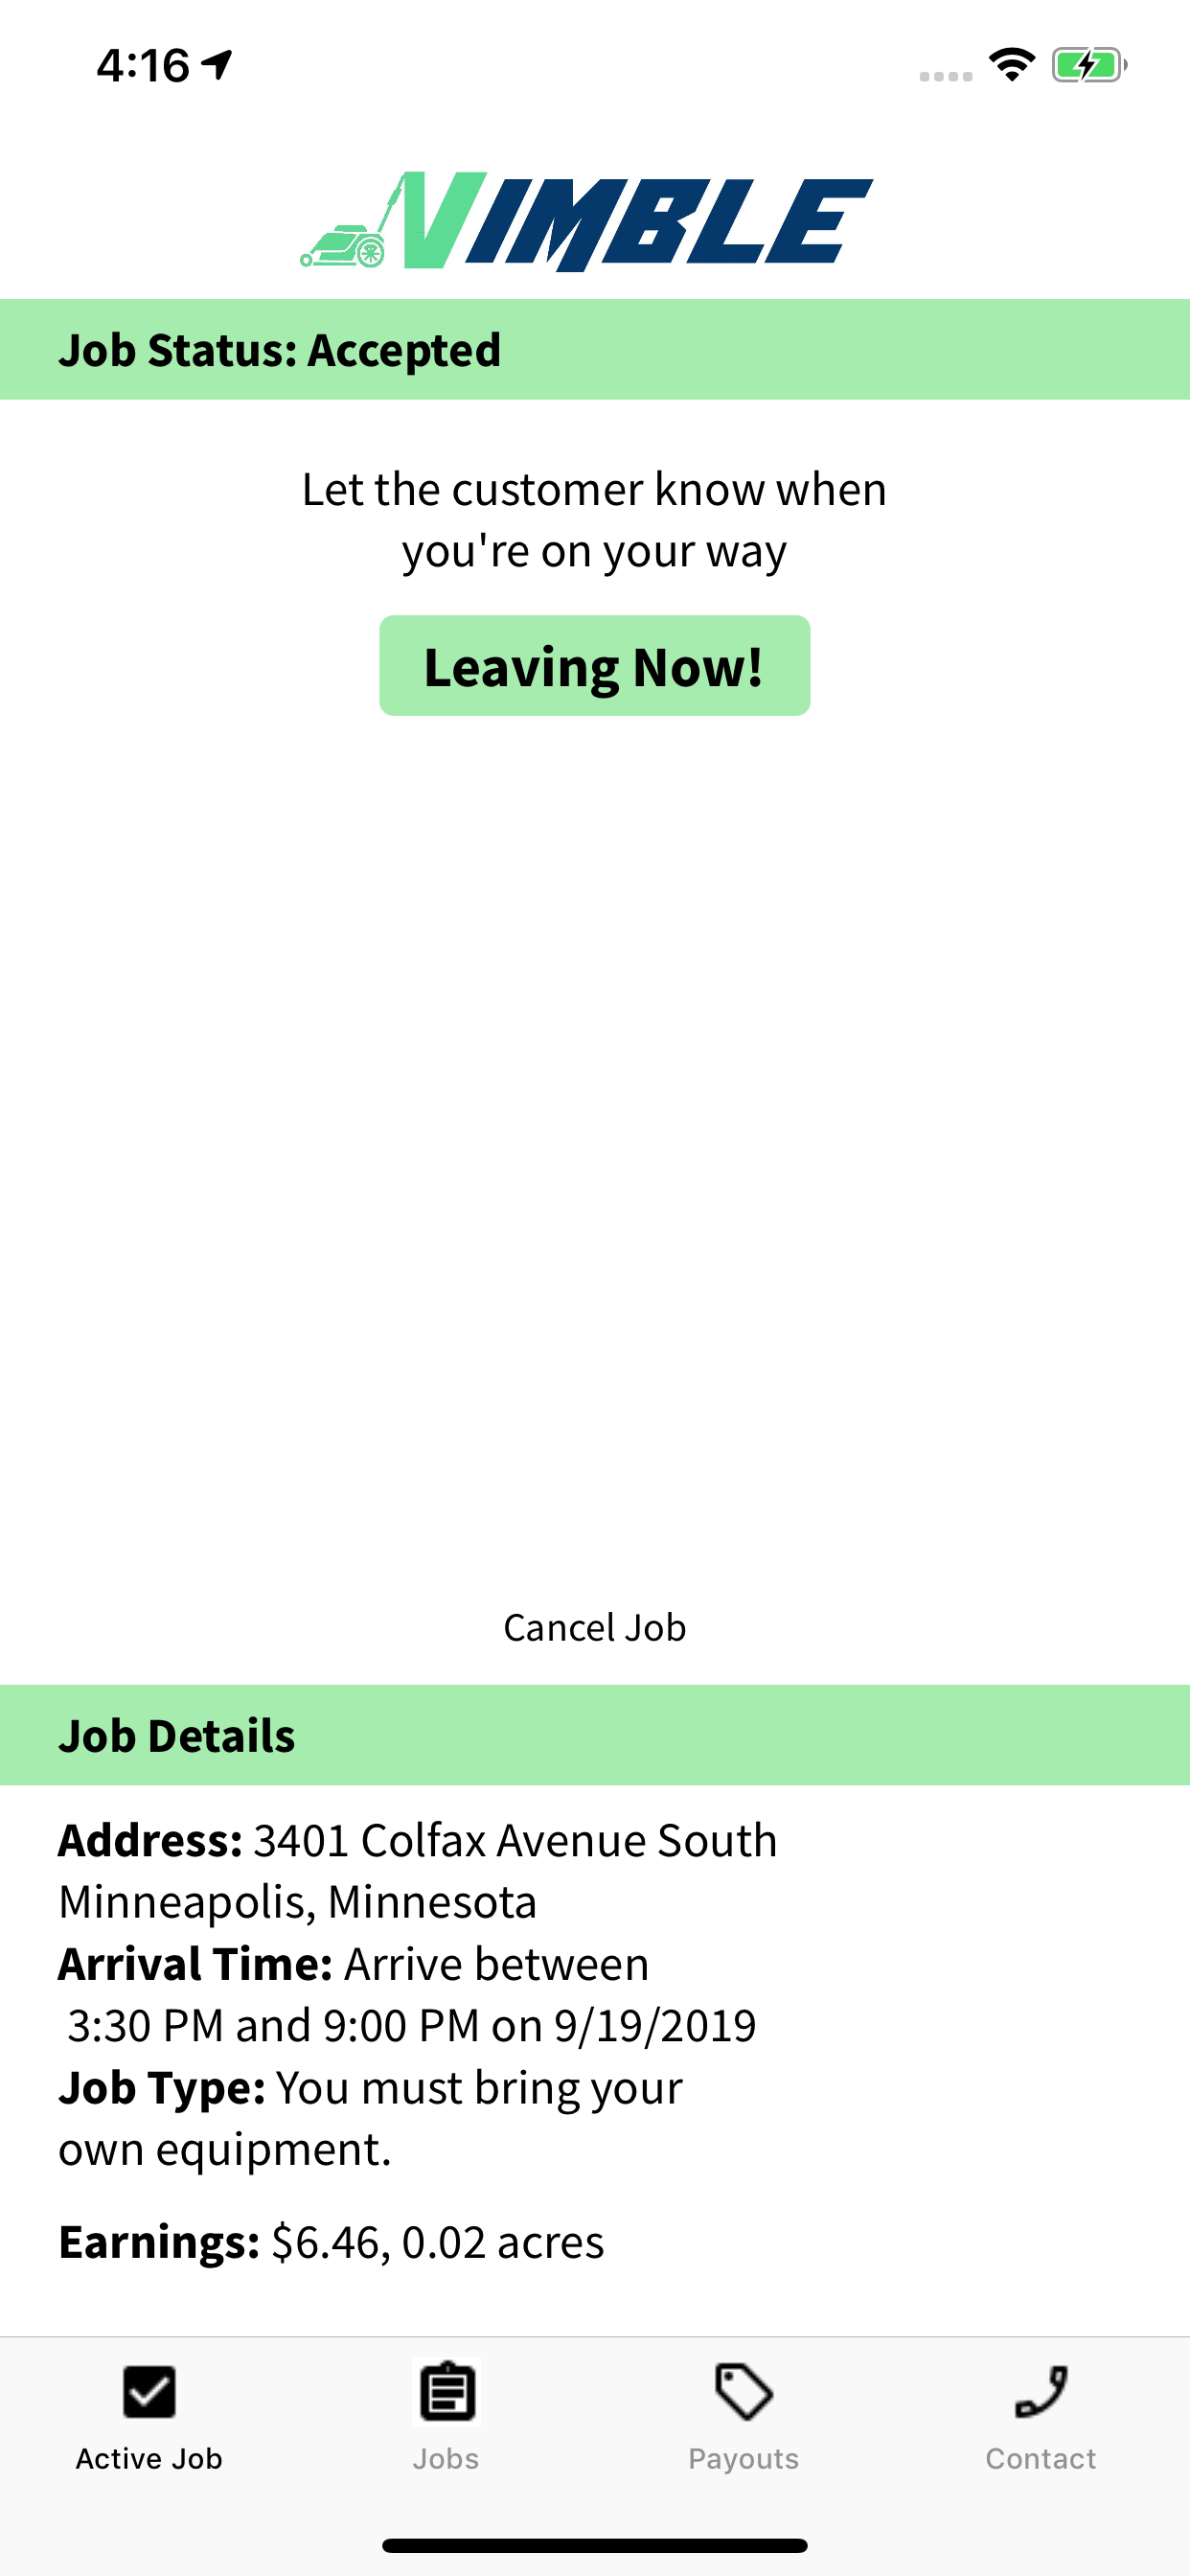 4:16
NIMBLE
Job Status: Accepted
Let the customer know when
you're on your way
Leaving Now!
Cancel Job
Job Details
Address: 3401 Colfax Avenue South
Minneapolis, Minnesota
Arrival Time: Arrive between
3:30 PM and 9:00 PM on 9/19/2019
Job Type: You must bring your
own equipment.
Earnings: $6.46, 0.02 acres
Active Job Jobs Payouts Contact